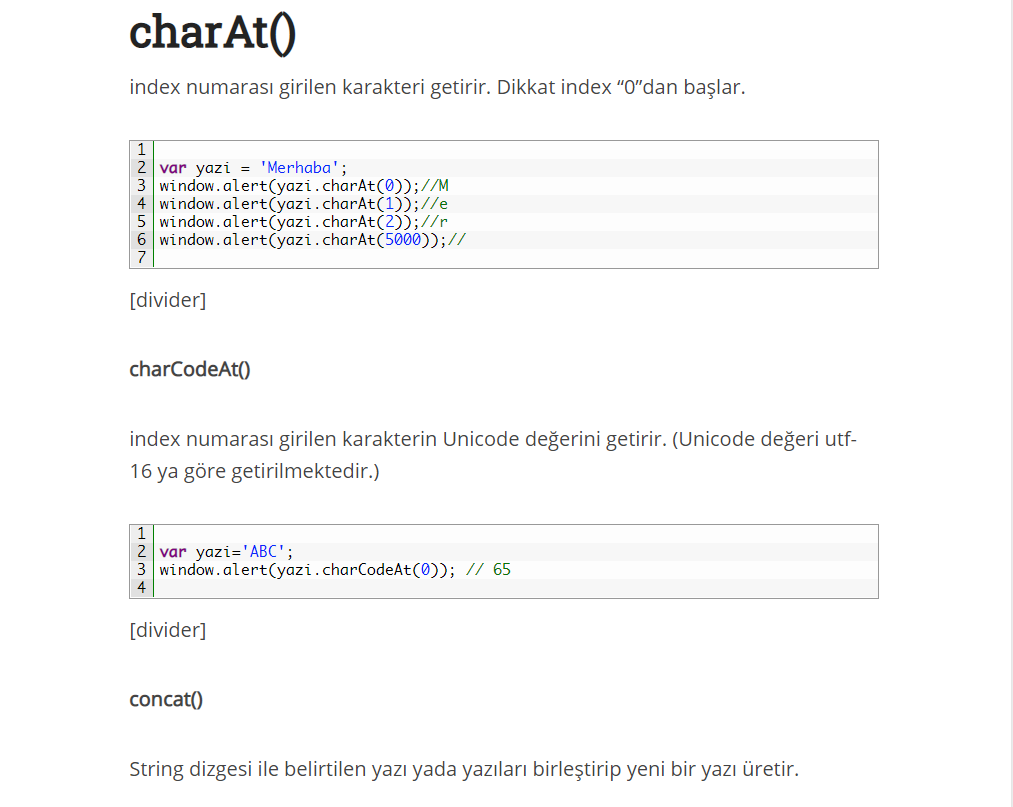 charAt()
index numarası girilen karakteri getirir. Dikkat index “0”dan başlar.
1
2 var yazi = 'Merhaba';
3 window.alert(yazi.charAt(0));//M
4 window.alert(yazi.charAt(1));//e
5 window.alert(yazi.charAt(2));//r
6 window.alert(yazi.charAt(5000));//
7
[divider]
charCodeAt()
index numarası girilen karakterin Unicode değerini getirir. (Unicode değeri utf-
16 ya göre getirilmektedir.)
1
2 var yazi='ABC';
3 window.alert(yazi.charCodeAt(0)); // 65
4
[divider]
concat()
String dizgesi ile belirtilen yazı yada yazıları birleştirip yeni bir yazı üretir.